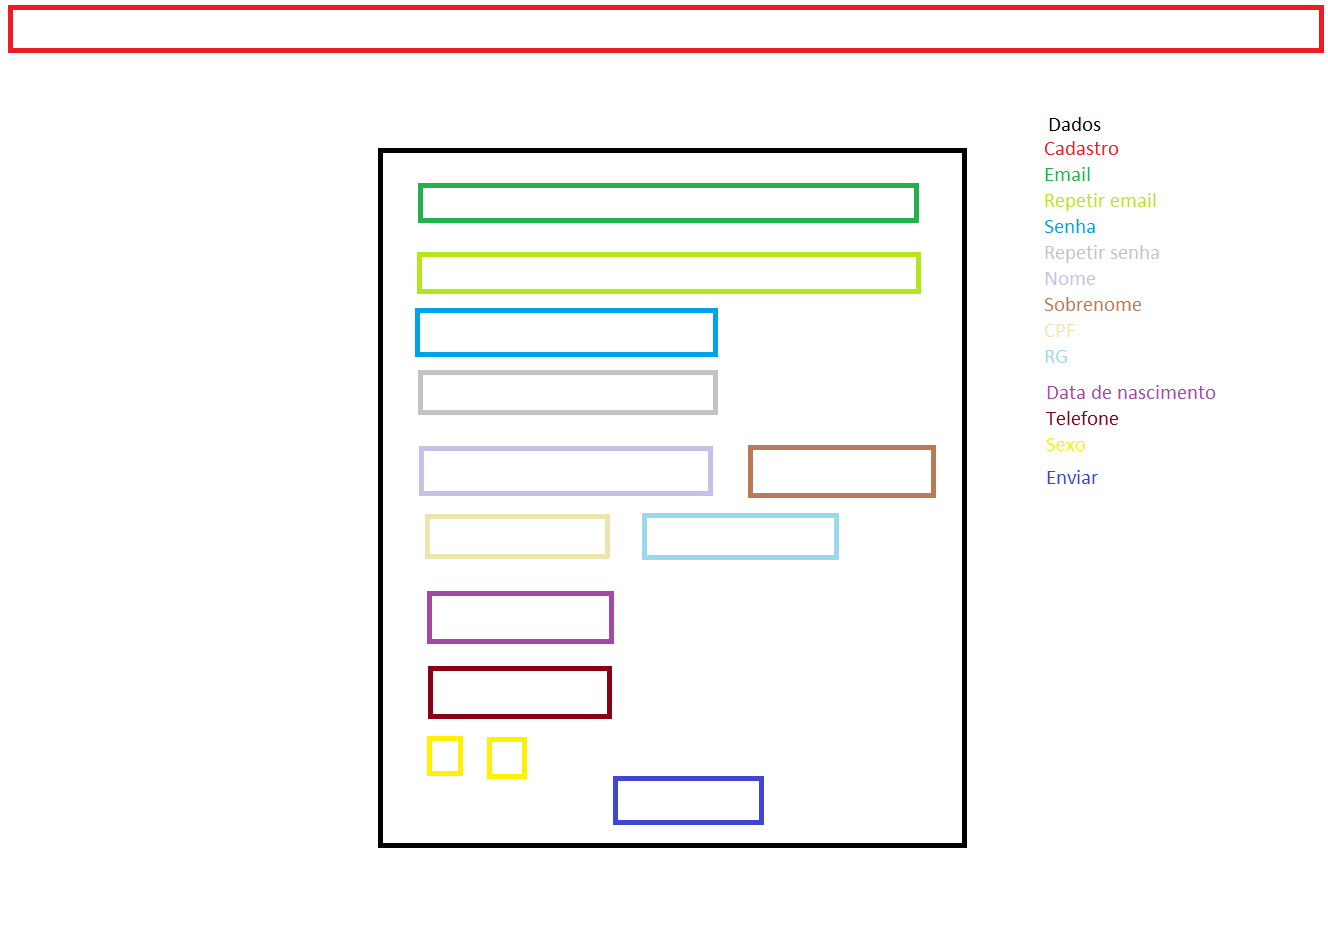 Dados
Cadastro
Email
Repetir email
Senha
Repetir senha
Nome
Sobrenome
CPF
RG
Data de nascimento
Telefone
Sexo
Enviar